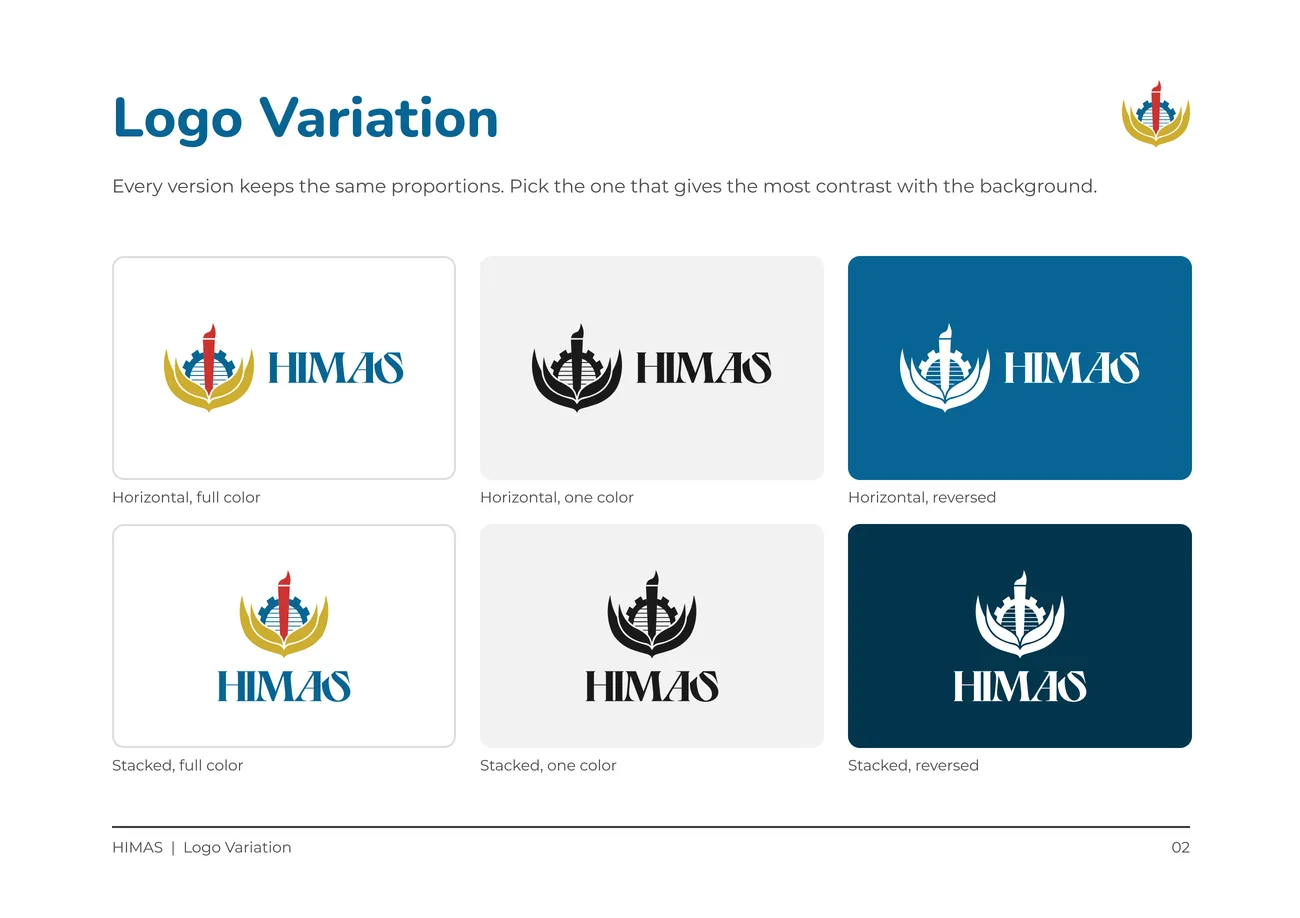 Logo Variation
Every version keeps the same proportions. Pick the one that gives the most contrast with the background.
HIMAS
HIMAS
HIMAS
Horizontal, full color
Horizontal, one color
Horizontal, reversed
HIMAS
HIMAS
HIMAS
Stacked, full color
Stacked, one color
Stacked, reversed
HIMAS | Logo Variation
02